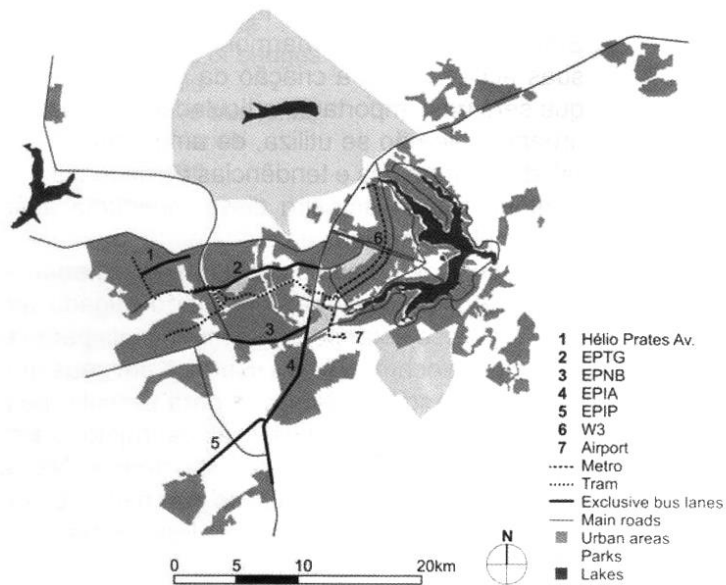 1
2
3
4
5
6
7
1 Hélio Prates Av.
2 EPTG
3 EPNB
4 EPIA
5 EPIP
6 W3
7 Airport
Metro
Tram
Exclusive bus lanes
Main roads
Urban areas
Parks
Lakes
N
0 5 10 20km